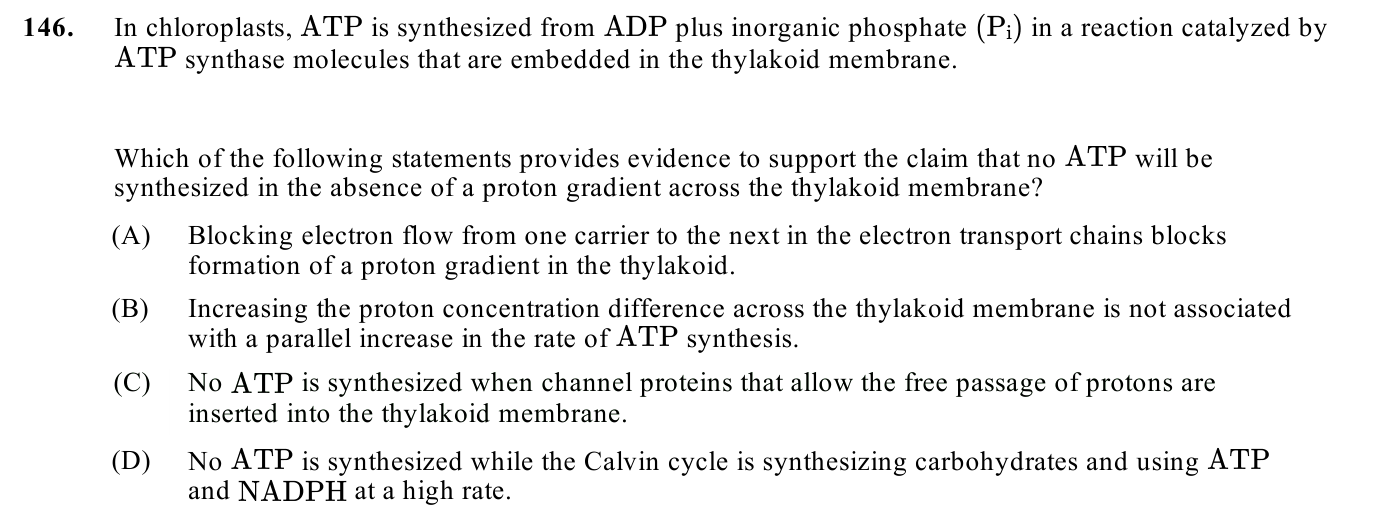 146. In chloroplasts, ATP is synthesized from ADP plus inorganic phosphate (Pi) in a reaction catalyzed by
ATP synthase molecules that are embedded in the thylakoid membrane.
Which of the following statements provides evidence to support the claim that no ATP will be
synthesized in the absence of a proton gradient across the thylakoid membrane?
(A) Blocking electron flow from one carrier to the next in the electron transport chains blocks
formation of a proton gradient in the thylakoid.
(B) Increasing the proton concentration difference across the thylakoid membrane is not associated
with a parallel increase in the rate of ATP synthesis.
(C) No ATP is synthesized when channel proteins that allow the free passage of protons are
inserted into the thylakoid membrane.
(D) No ATP is synthesized while the Calvin cycle is synthesizing carbohydrates and using ATP
and NADPH at a high rate.